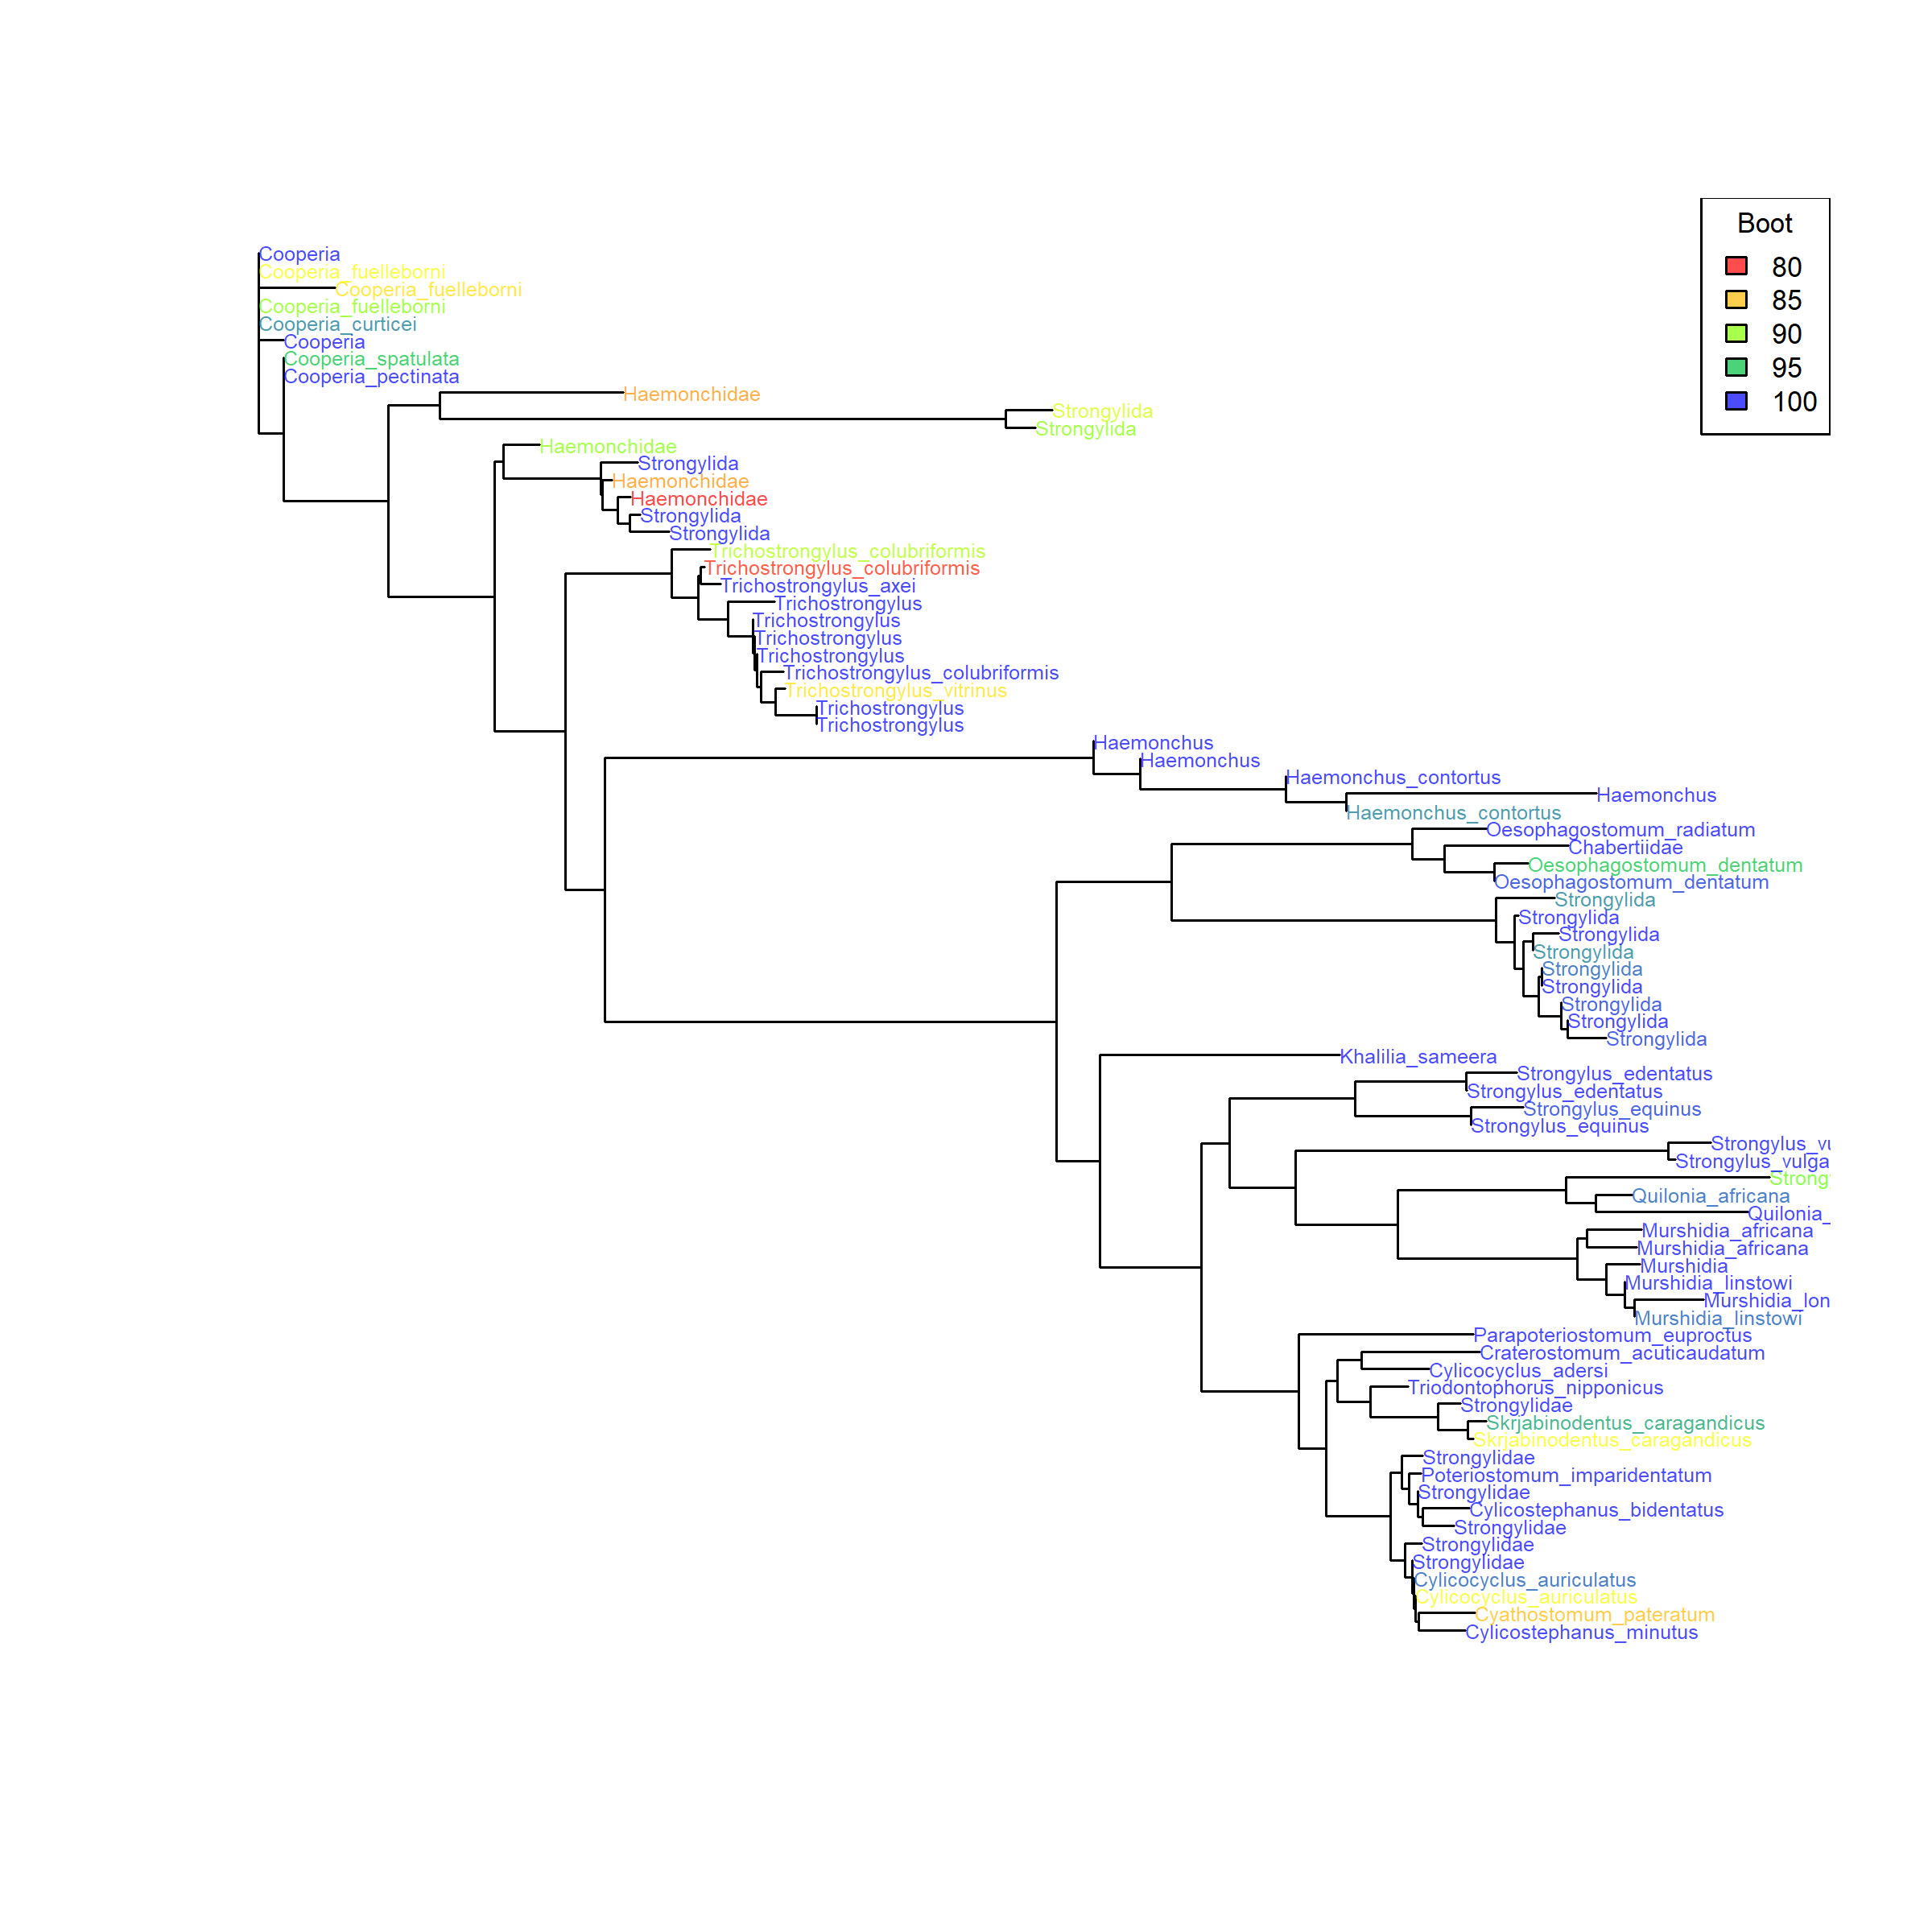 Boot
80
85
90
95
100
Cooperia
Cooperia_fuelleborni
Cooperia_fuelleborni
Cooperia_fuelleborni
Cooperia_curticei
Cooperia
Cooperia_spatulata
Cooperia_pectinata
Haemonchidae
Strongylida
Strongylida
Haemonchidae
Strongylida
Haemonchidae
Haemonchidae
Strongylida
Strongylida
Trichostrongylus_colubriformis
Trichostrongylus_colubriformis
Trichostrongylus_axei
Trichostrongylus
Trichostrongylus
Trichostrongylus
Trichostrongylus
Trichostrongylus_colubriformis
Trichostrongylus_vitrinus
Trichostrongylus
Trichostrongylus
Haemonchus
Haemonchus
Haemonchus_contortus
Haemonchus
Haemonchus_contortus
Oesophagostomum_radiatum
Chabertiidae
Oesophagostomum_dentatum
Oesophagostomum_dentatum
Strongylida
Strongylida
Strongylida
Strongylida
Strongylida
Strongylida
Strongylida
Strongylida
Strongylida
Khalilia_sameera
Strongylus_edentatus
Strongylus_edentatus
Strongylus_equinus
Strongylus_equinus
Strongylus_vu
Strongylus_vulga
Strong
Quilonia_africana
Quilonia_
Murshidia_africana
Murshidia_africana
Murshidia
Murshidia_linstowi
Murshidia_lon
Murshidia_linstowi
Parapoteriostomum_euproctus
Craterostomum_acuticaudatum
Cylicocyclus_adersi
Triodontophorus_nipponicus
Strongylidae
Skrjabinodentus_caragandicus
Skrjabinodentus_caragandicus
Strongylidae
Poteriostomum_imparidentatum
Strongylidae
Cylicostephanus_bidentatus
Strongylidae
Strongylidae
Strongylidae
Cylicocyclus_auriculatus
Cylicocyclus_auriculatus
Cyathostomum_pateratum
Cylicostephanus_minutus